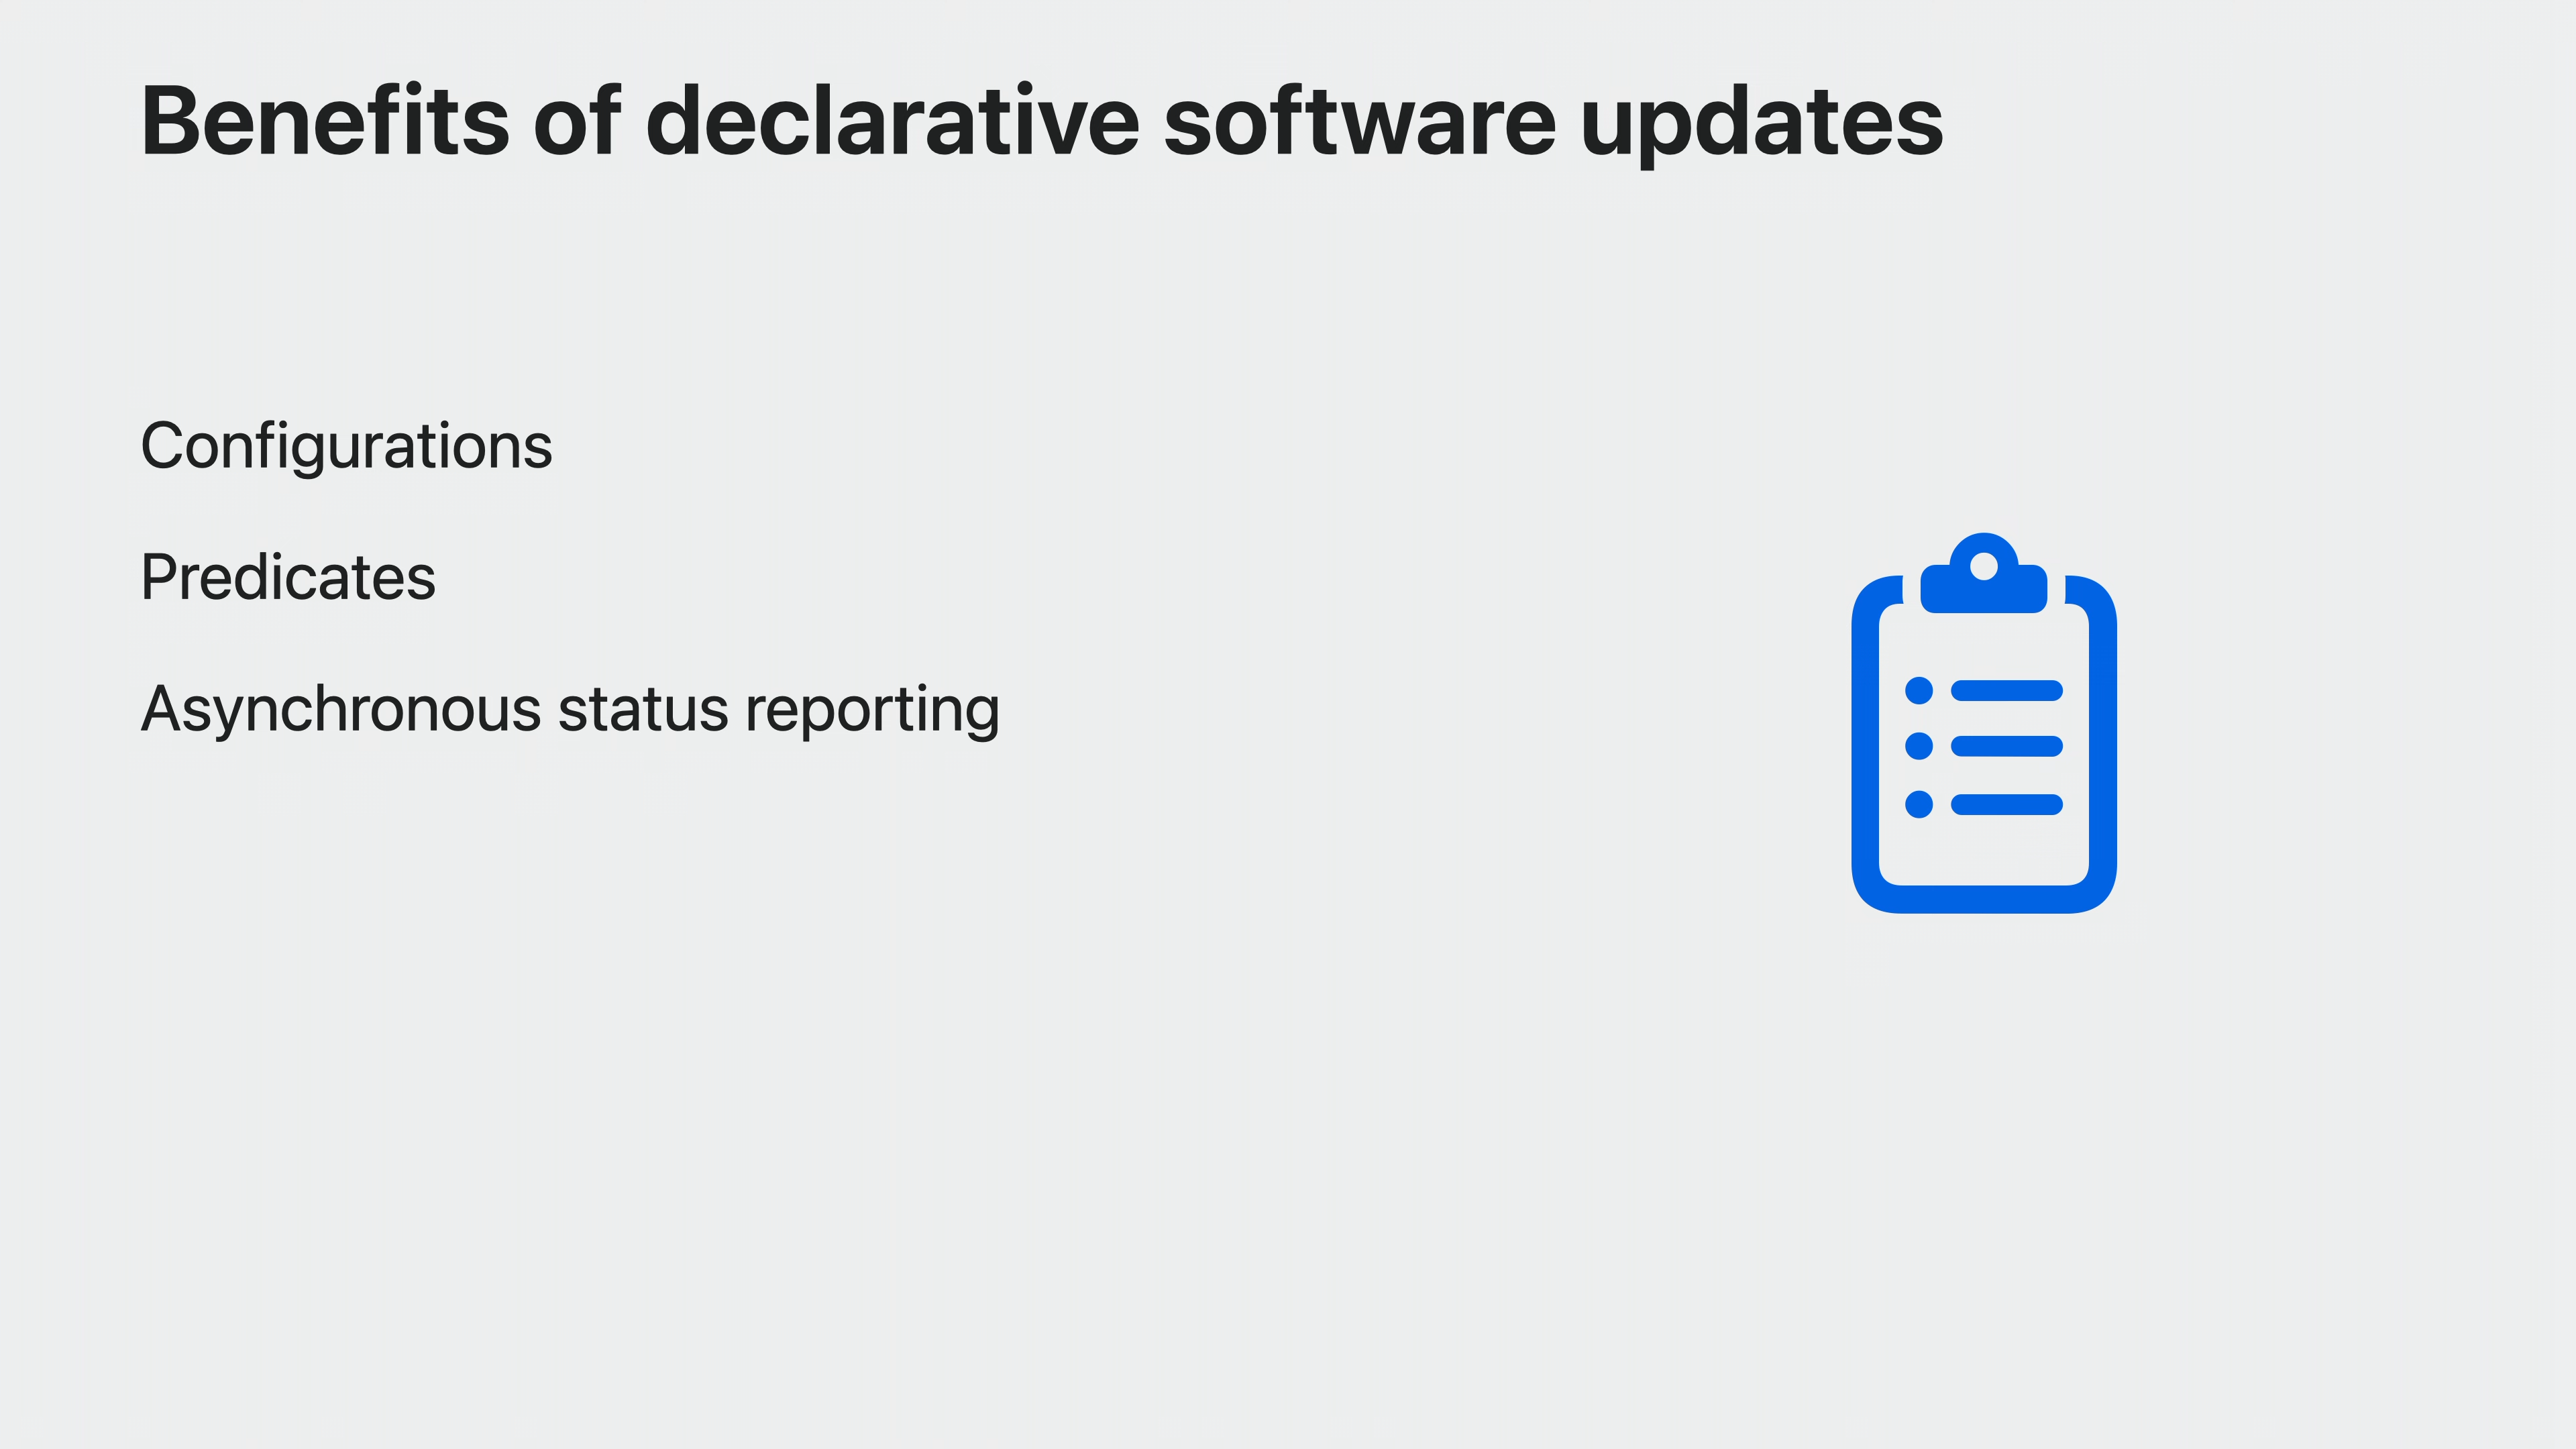 Benefits of declarative software updates
Configurations
Predicates
Asynchronous status reporting